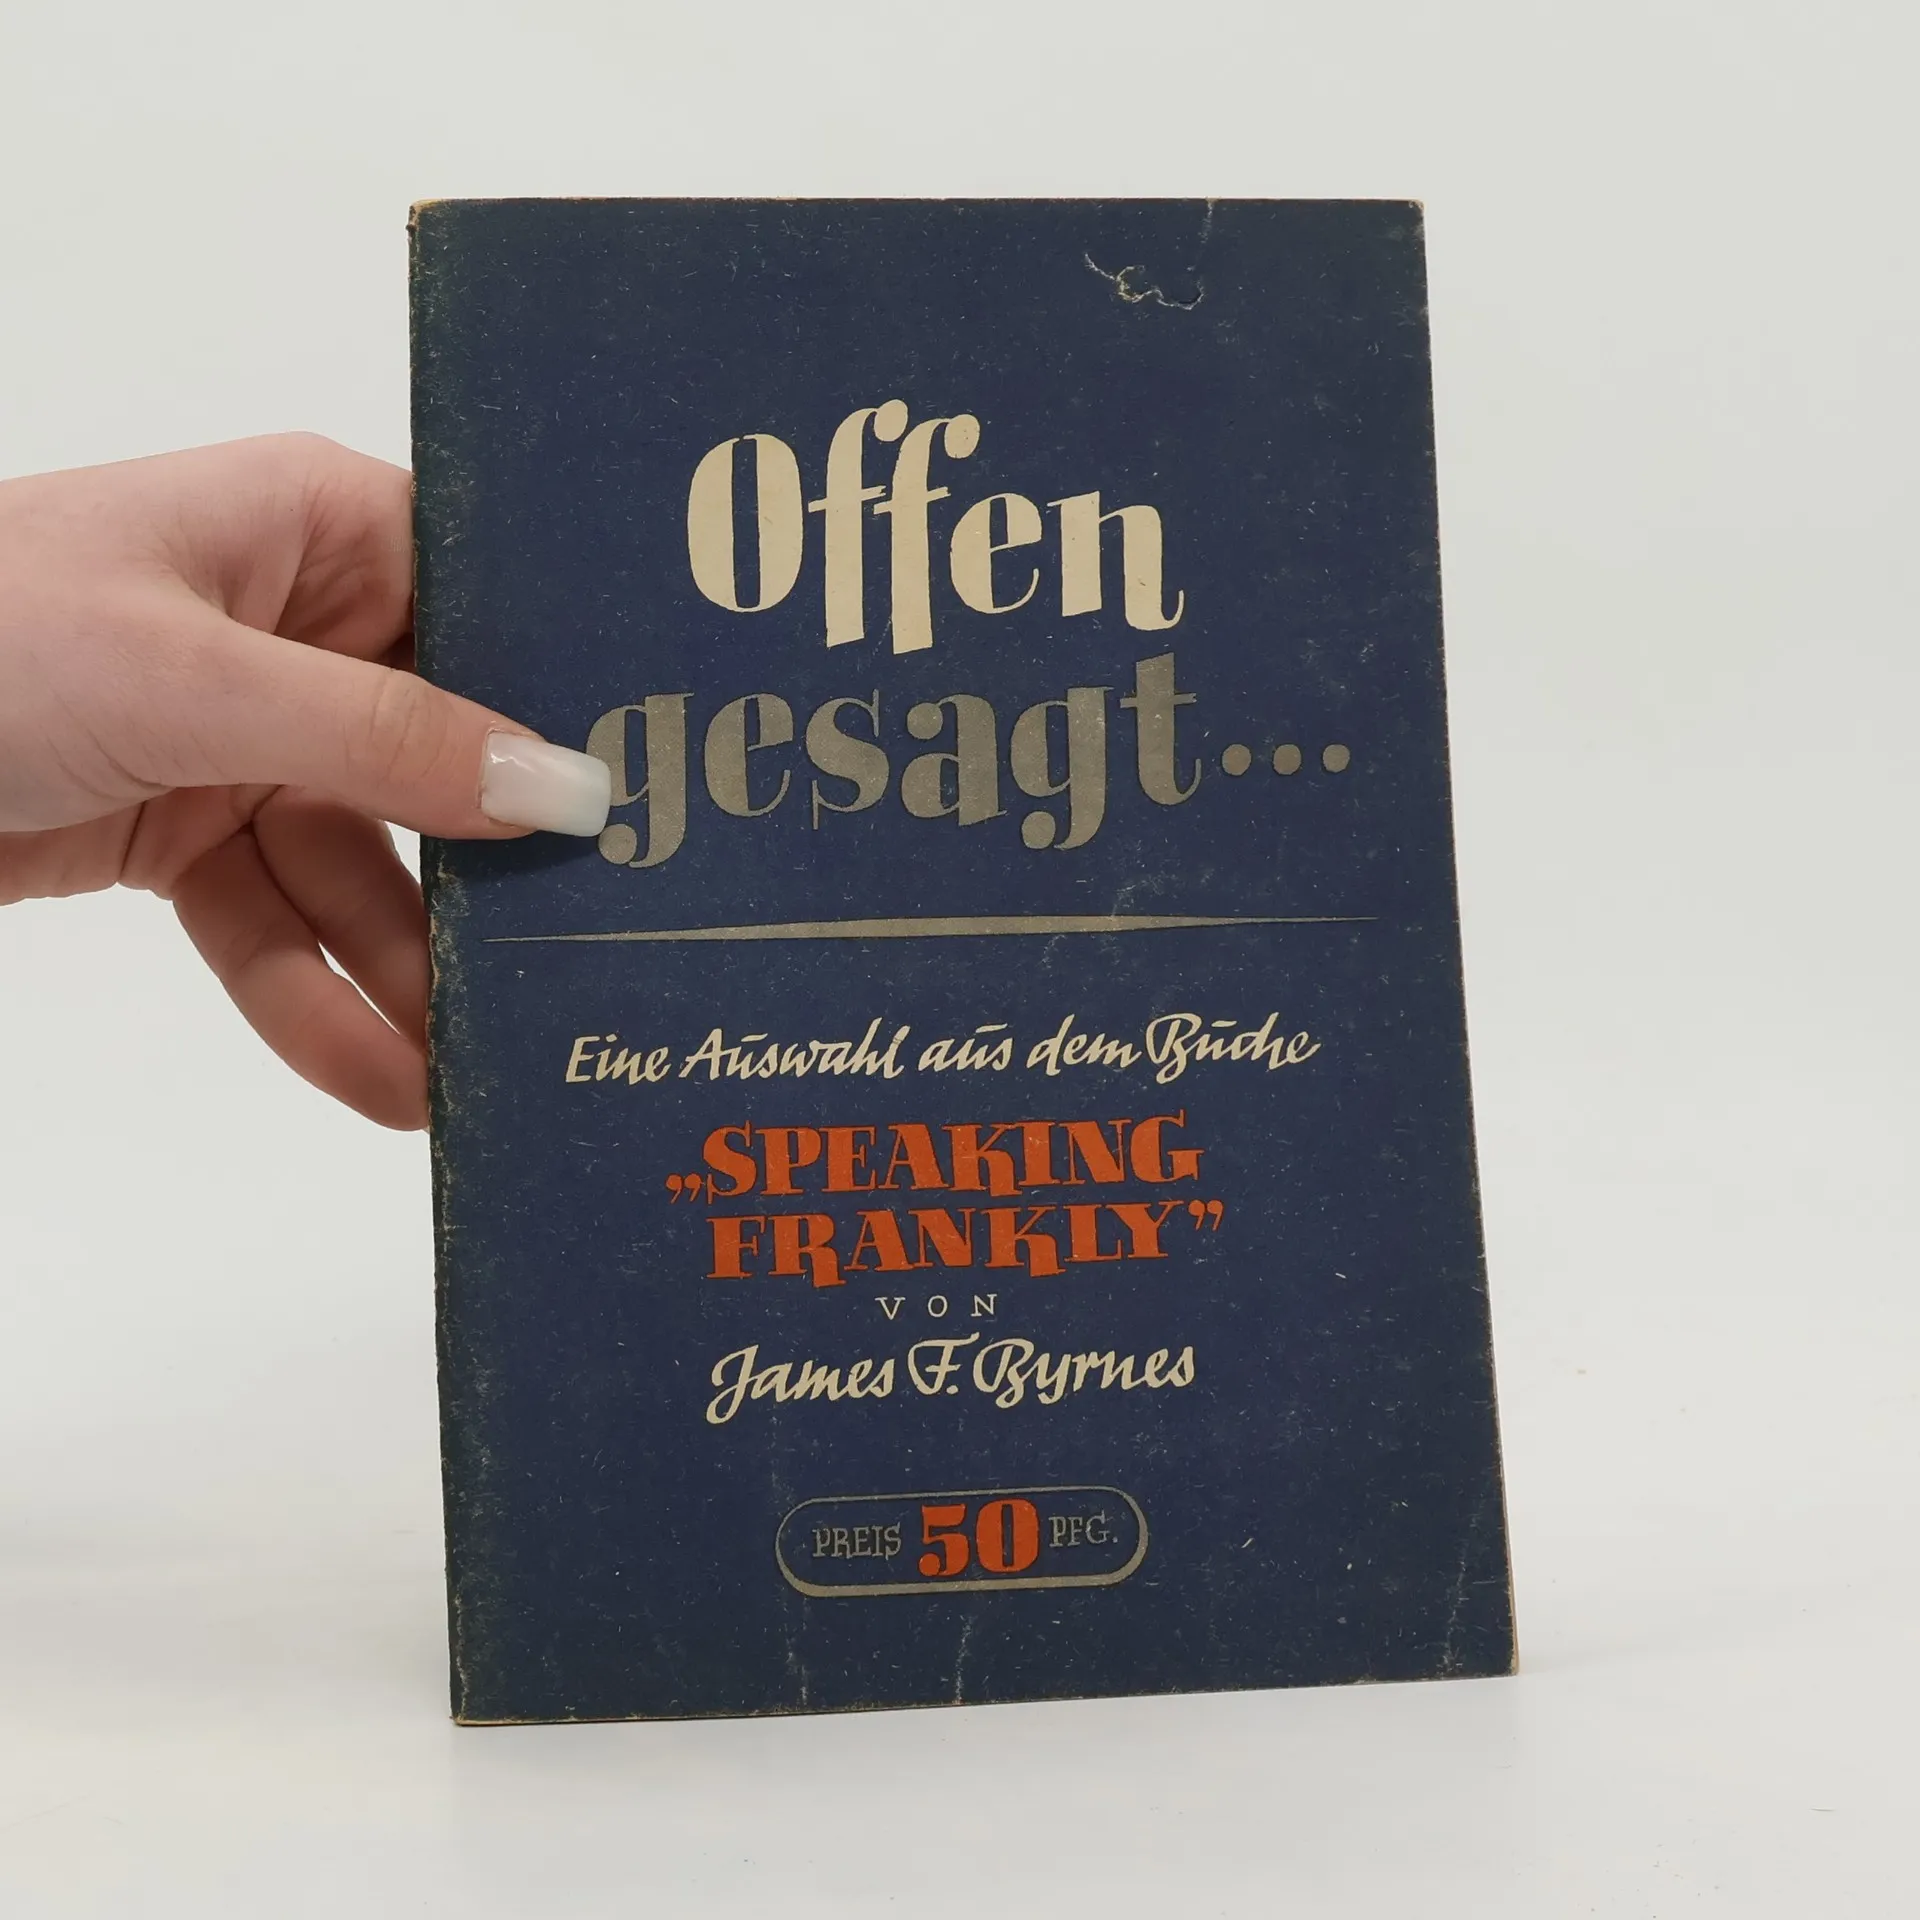 Offen
gesagt...
Eine Auswahl aus dem Buche
„SPEAKING
FRANKLY”
VON
James F. Byrnes
PREIS 50 PFG.